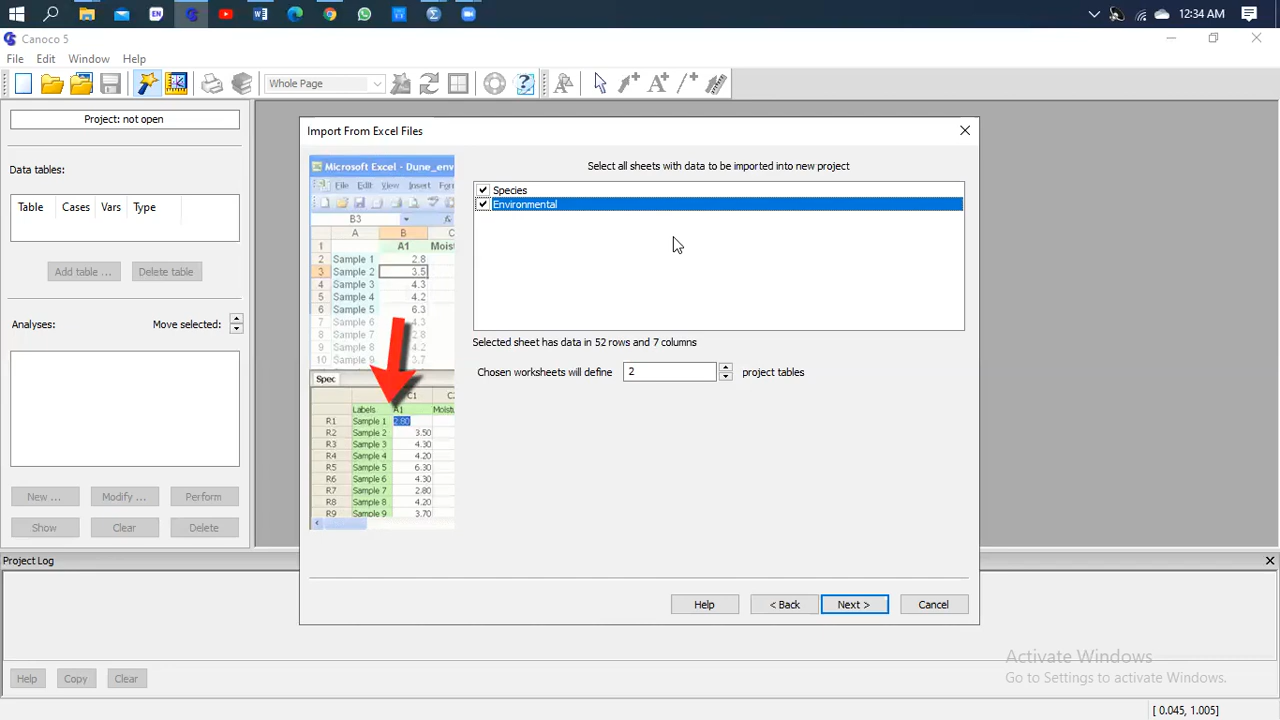 EN
12:34 AM
Canoco 5
File Edit Window Help
Whole Page
Project: not open
Data tables:
Table Cases Vars Type
Add table ... Delete table
Analyses: Move selected:
New ... Modify ... Perform
Show Clear Delete
Import From Excel Files
Microsoft Excel - Dune_env
File Edit View Insert Form
B3
A B C
1 A1 Mois
2 Sample 1 2.8
3 Sample 2 3.5
4 Sample 3 4.3
5 Sample 4 4.2
6 Sample 5 6.3
7 Sample 6 4.3
8 Sample 7 2.8
9 Sample 8 4.2
10 Sample 9 3.7
Spec
C1
Labels A1 Moistu
R1 Sample 1 2.80
R2 Sample 2 3.50
R3 Sample 3 4.30
R4 Sample 4 4.20
R5 Sample 5 6.30
R6 Sample 6 4.30
R7 Sample 7 2.80
R8 Sample 8 4.20
R9 Sample 9 3.70
Select all sheets with data to be imported into new project
Species
Environmental
Selected sheet has data in 52 rows and 7 columns
Chosen worksheets will define 2 project tables
Help < Back Next > Cancel
Project Log
Help Copy Clear
Activate Windows
Go to Settings to activate Windows.
[ 0.045, 1.005]